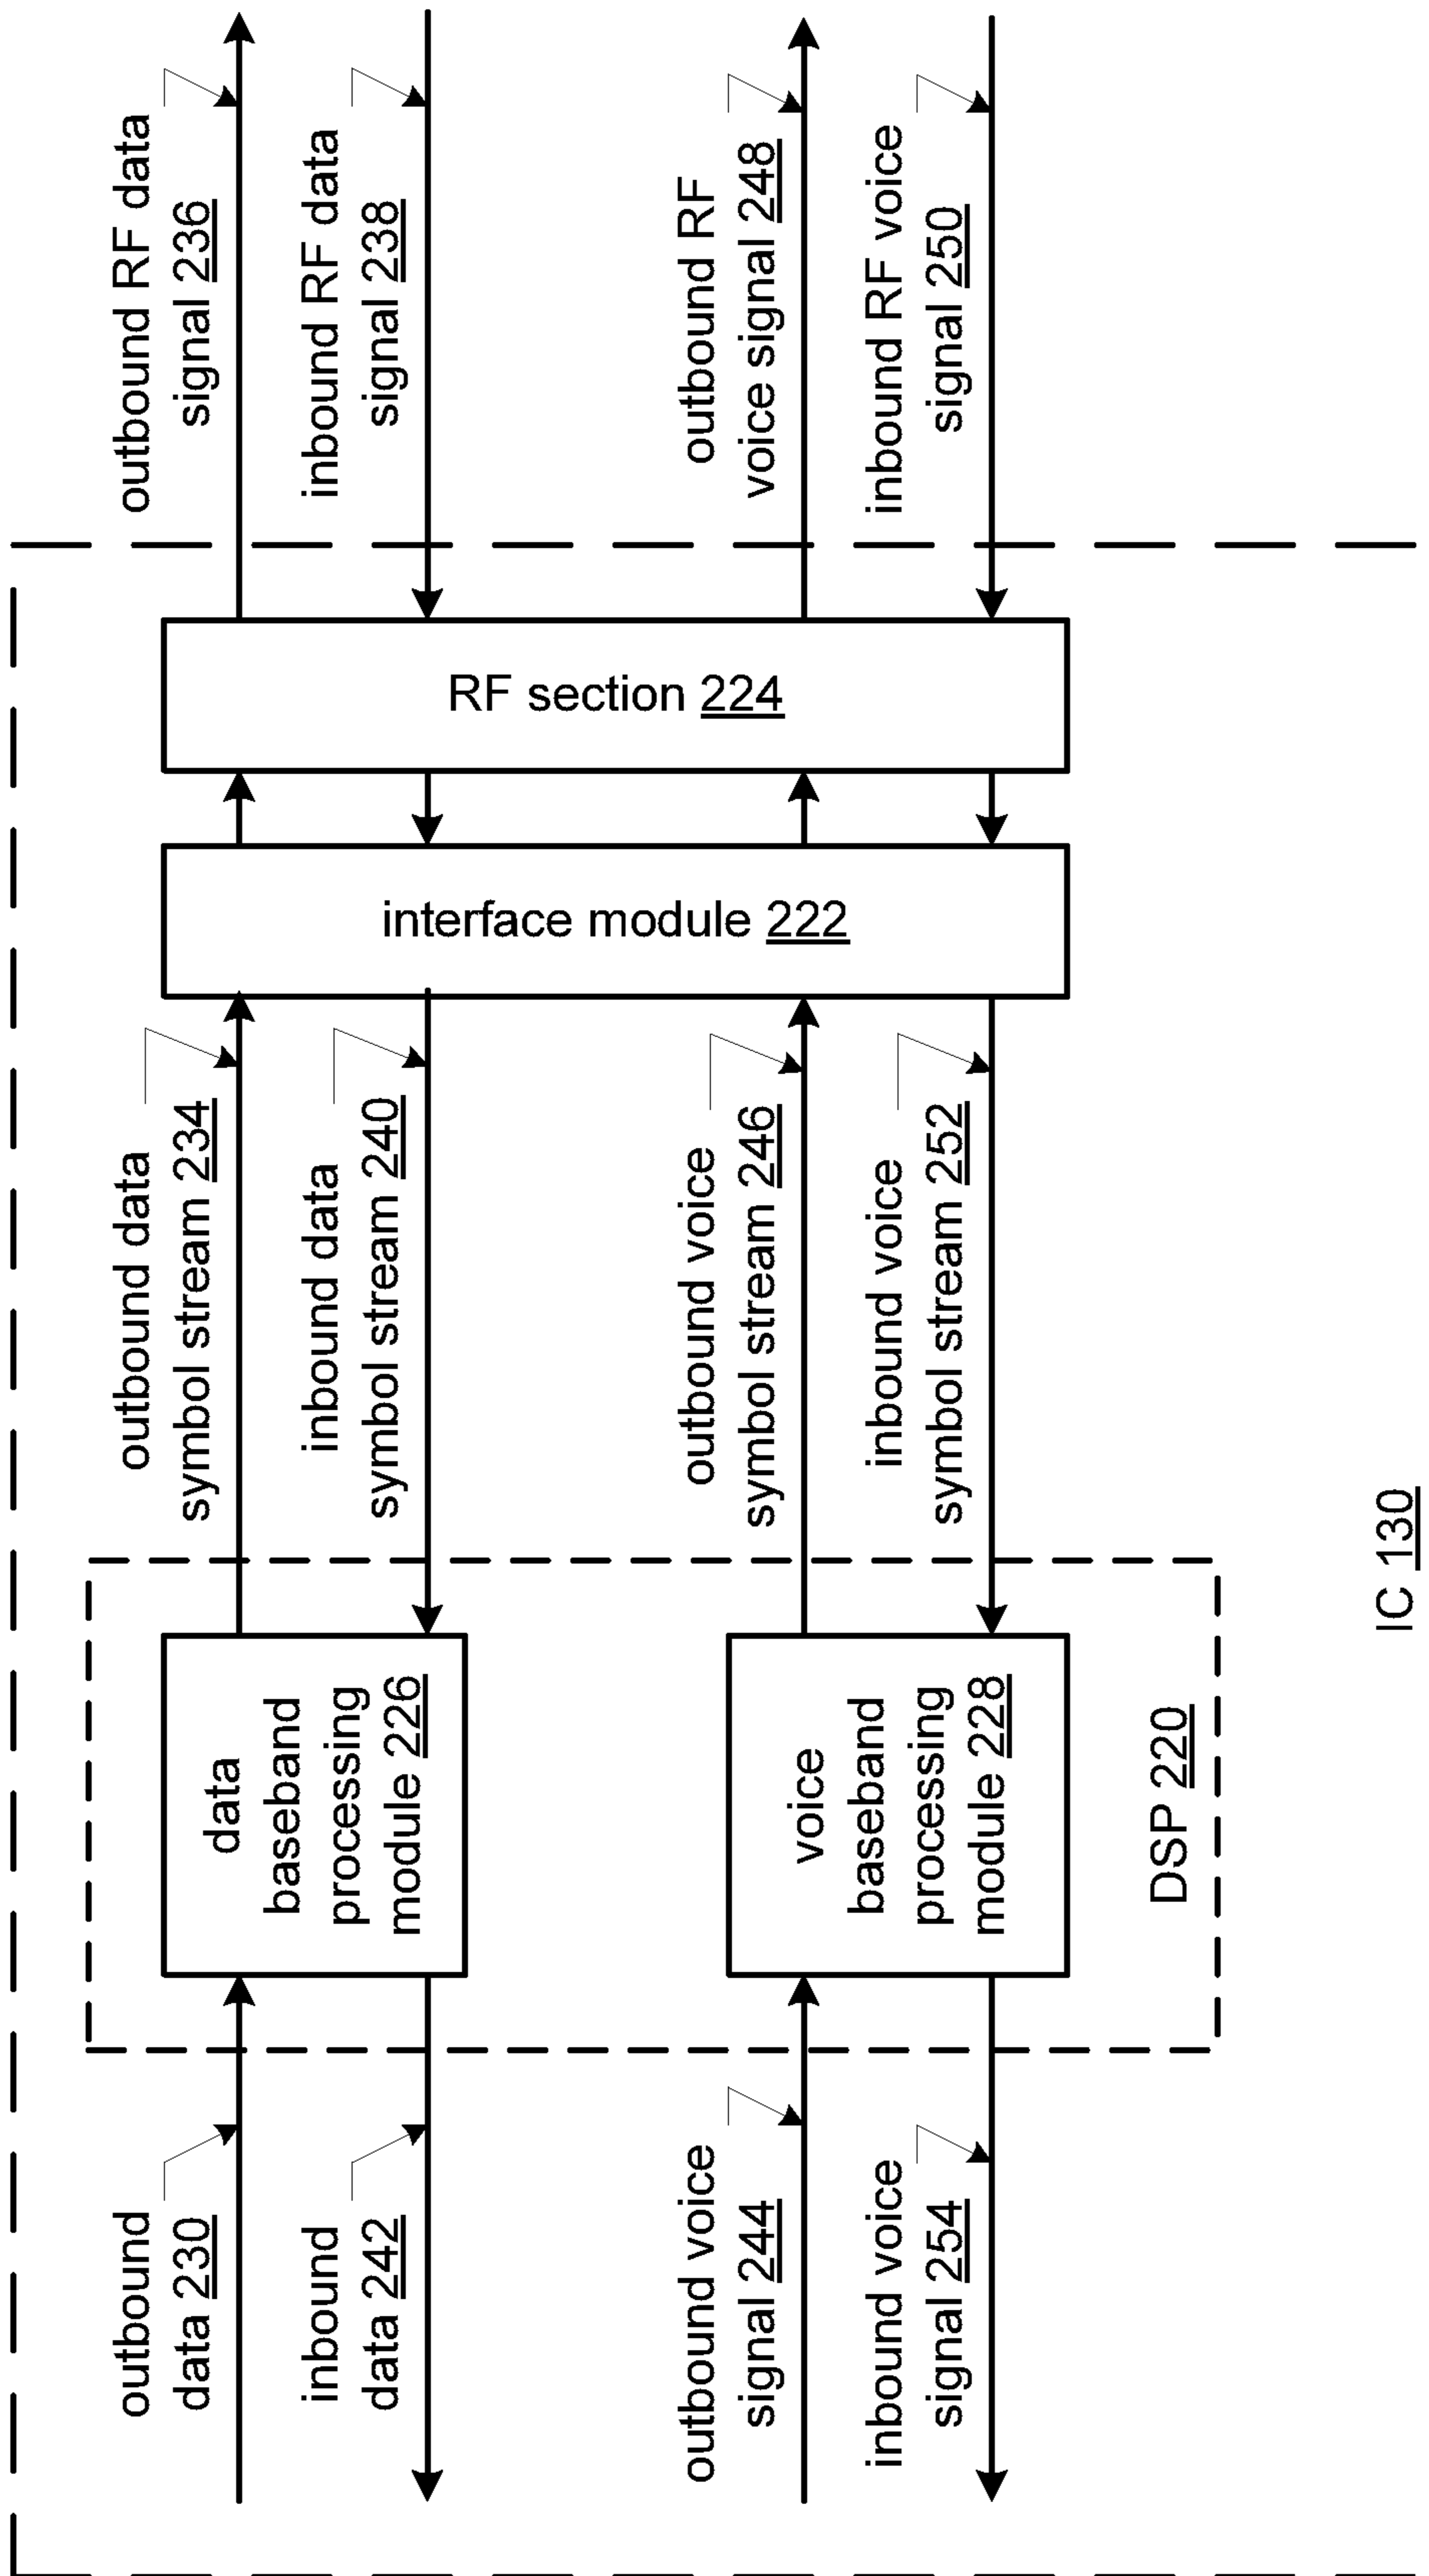 outbound
data 230
inbound
data 242
outbound voice
signal 244
inbound voice
signal 254
data
baseband
processing
module 226
voice
baseband
processing
module 228
DSP 220
outbound data
symbol stream 234
inbound data
symbol stream 240
outbound voice
symbol stream 246
inbound voice
symbol stream 252
interface module 222
RF section 224
outbound RF data
signal 236
inbound RF data
signal 238
outbound RF
voice signal 248
inbound RF voice
signal 250
IC 130